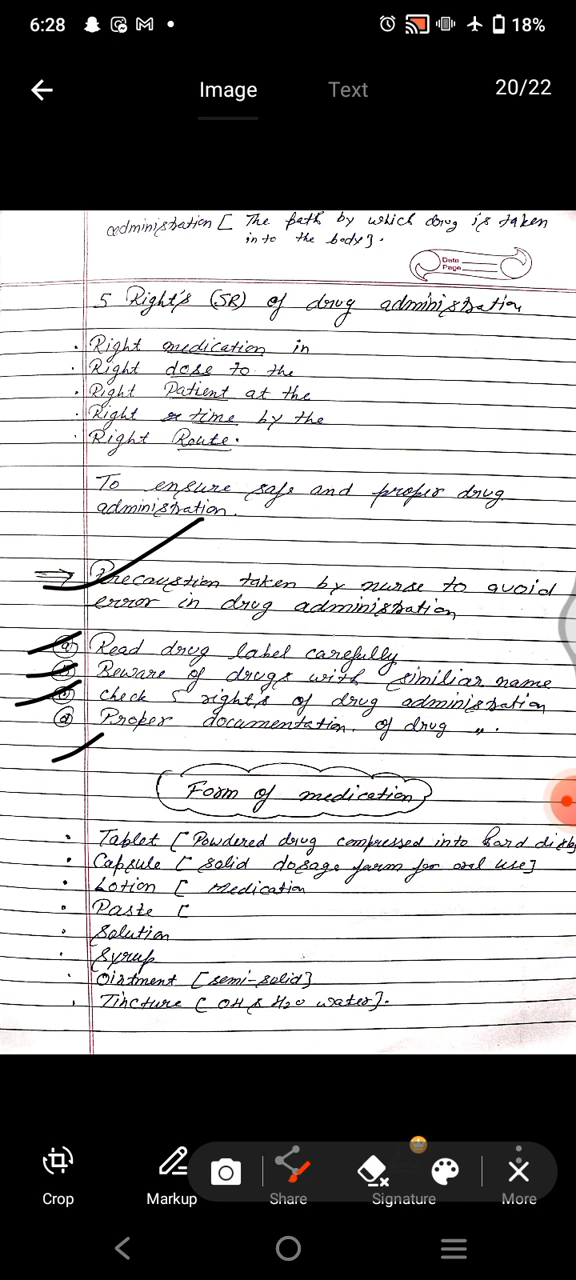 6:28
18%
Image
Text
20/22
administration [ The path by which drug is taken
into the body].
Date
Page
5 Right's (5R) of drug administration
. Right medication in
. Right dose to the
. Right Patient at the
. Right time by the
. Right Route.
To ensure safe and proper drug
administration.
⇒ Precaustion taken by nurse to avoid
error in drug administration
(a) Read drug label carefully
(b) Beware of drugs with similiar name
check 5 rights of drug administration
(d) Proper documentation. of drug ".
Form of medication
• Tablet [Powdered drug compressed into hard disks
• Capsule [ solid dosage form for oral use]
• Lotion [ Medication
• Paste [
• Solution
• Syrup
• Ointment [semi-solid]
• Tincture [ OH & H2O water].
Crop
Markup
Share
Signature
More